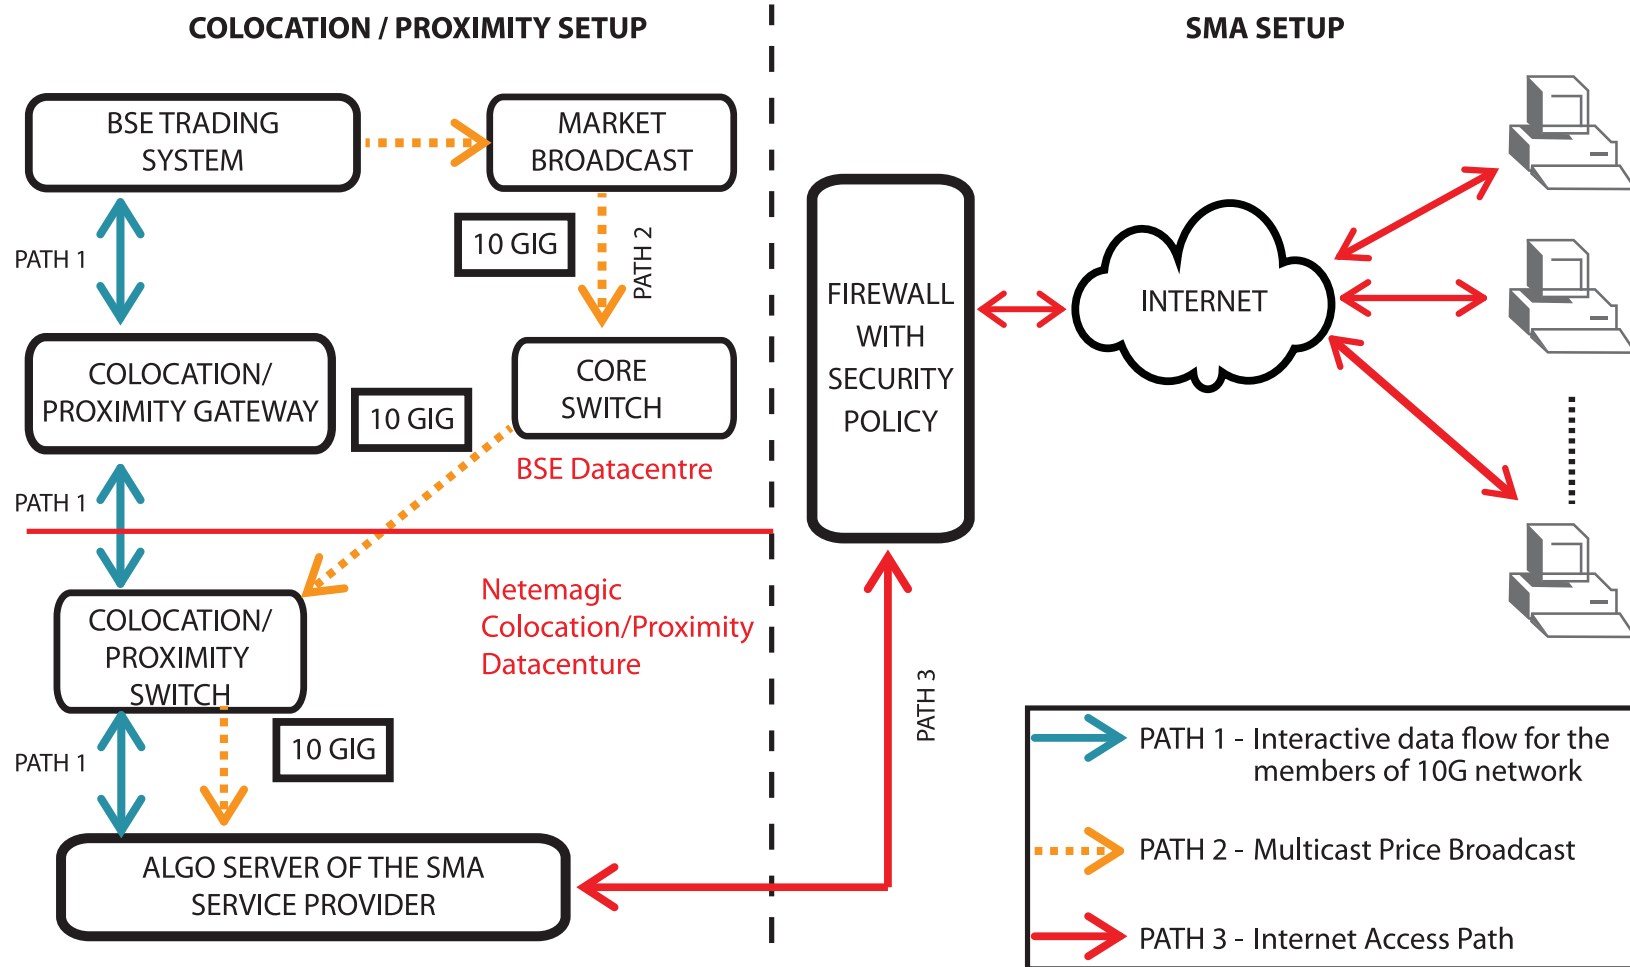 COLOCATION / PROXIMITY SETUP
BSE TRADING
SYSTEM
MARKET
BROADCAST
PATH 1
10 GIG
PATH 2
COLOCATION/
PROXIMITY GATEWAY
10 GIG
CORE
SWITCH
BSE Datacentre
PATH 1
COLOCATION/
PROXIMITY
SWITCH
Netemagic
Colocation/Proximity
Datacenture
PATH 1
10 GIG
ALGO SERVER OF THE SMA
SERVICE PROVIDER
SMA SETUP
FIREWALL
WITH
SECURITY
POLICY
INTERNET
PATH 3
PATH 1 - Interactive data flow for the
members of 10G network
PATH 2 - Multicast Price Broadcast
PATH 3 - Internet Access Path